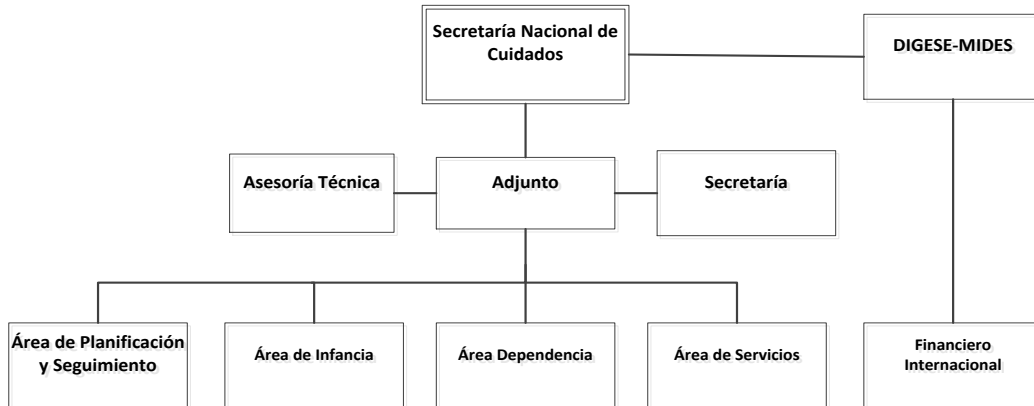 Secretaría Nacional de
Cuidados
DIGESE-MIDES
Asesoría Técnica
Adjunto
Secretaría
Área de Planificación
y Seguimiento
Área de Infancia
Área Dependencia
Área de Servicios
Financiero
Internacional